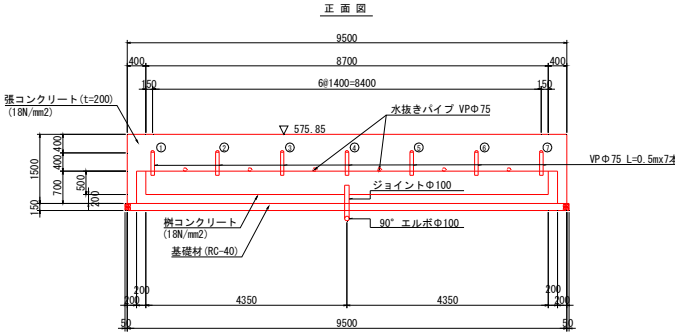 正 面 図
9500
400
8700
400
150
6@1400=8400
150
張コンクリート(t=200)
(18N/mm2)
水抜きパイプ VPΦ75
▽ 575.85
① ② ③ ④ ⑤ ⑥ ⑦
VPΦ75 L=0.5mx7本
1500
400
400
700
500
200
150
ジョイントΦ100
桝コンクリート
(18N/mm2)
90° エルボΦ100
基礎材(RC-40)
200
200
4350
4350
200
200
50
9500
50